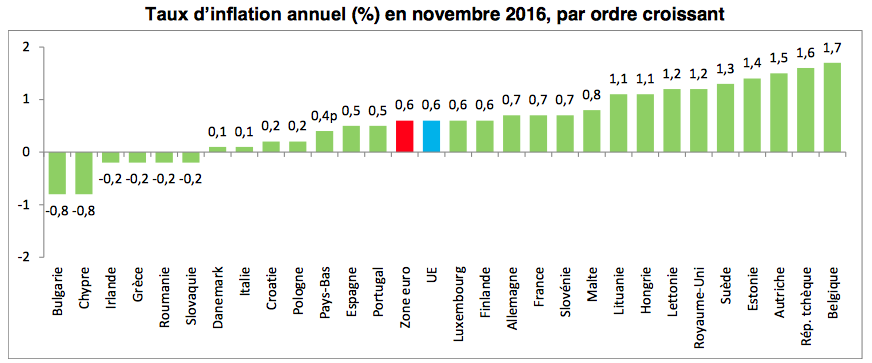 Taux d'inflation annuel (%) en novembre 2016, par ordre croissant
2
1
0
-1
-2
-0,8
-0,8
-0,2
-0,2
-0,2
-0,2
0,1
0,1
0,2
0,2
0,4p
0,5
0,5
0,6
0,6
0,6
0,6
0,7
0,7
0,7
0,8
1,1
1,1
1,2
1,2
1,3
1,4
1,5
1,6
1,7
Bulgarie
Chypre
Irlande
Grèce
Roumanie
Slovaquie
Danemark
Italie
Croatie
Pologne
Pays-Bas
Espagne
Portugal
Zone euro
UE
Luxembourg
Finlande
Allemagne
France
Slovénie
Malte
Lituanie
Hongrie
Lettonie
Royaume-Uni
Suède
Estonie
Autriche
Rép. tchèque
Belgique